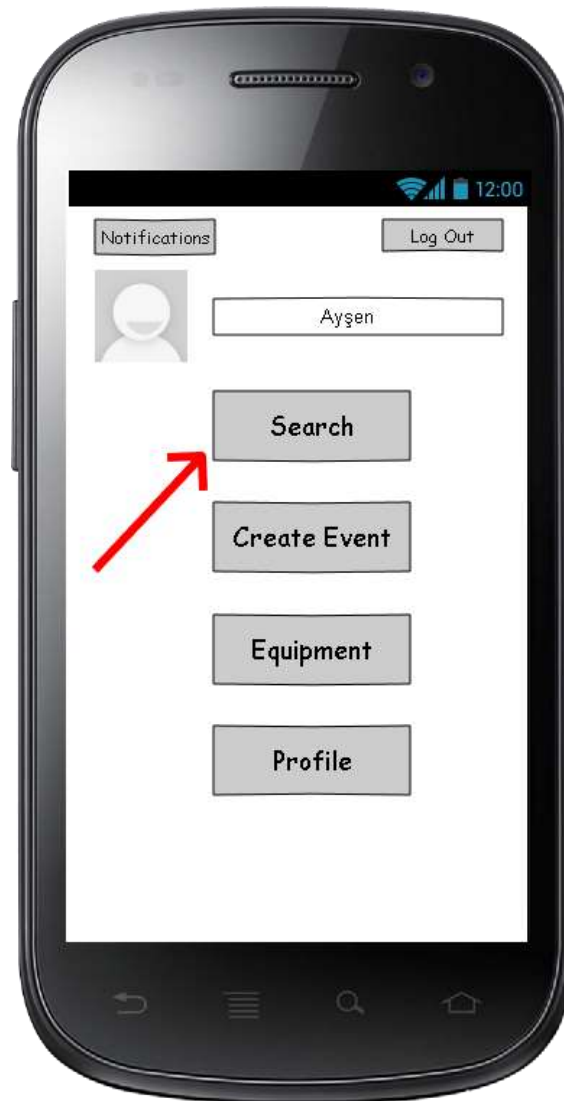 12:00
Notifications
Log Out
Ayşen
Search
Create Event
Equipment
Profile